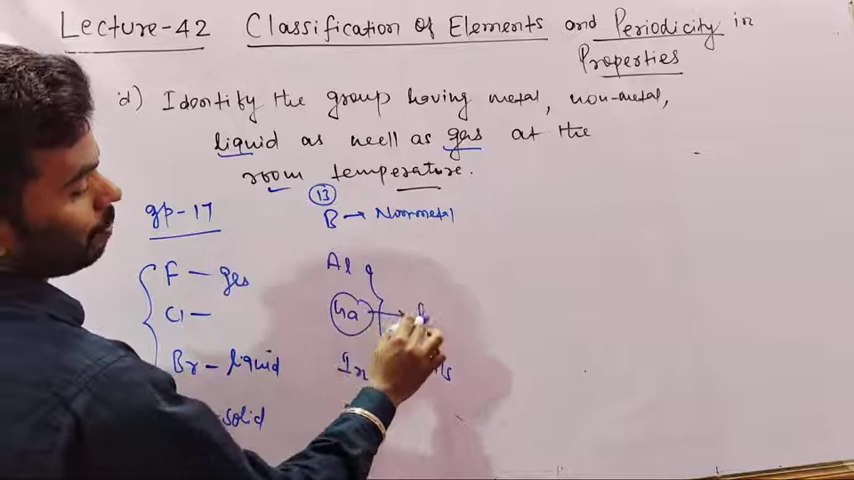 Lecture-42 Classification of Elements and Periodicity in
Properties
d) Identify the group having metal, non-metal,
liquid as well as gas at the
room temperature.
gp-17
F - gas
Cl -
Br - liquid
solid
13
B → Nonmetal
Al
Ga →
In